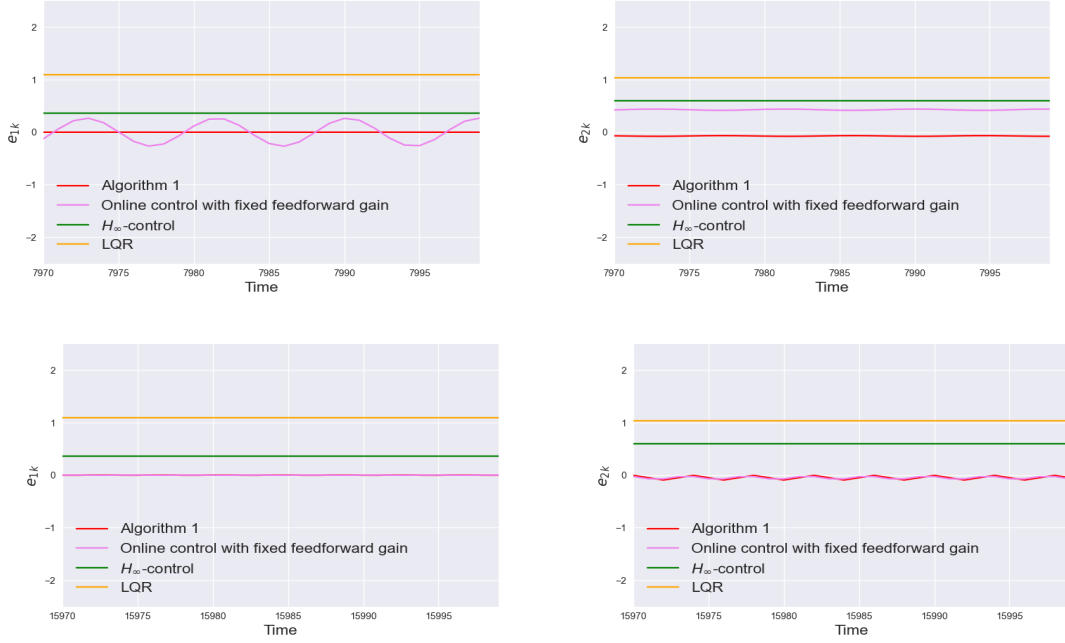 2
1
0
−1
−2
e1k
Algorithm 1
Online control with fixed feedforward gain
H∞-control
LQR
7970 7975 7980 7985 7990 7995
Time
2
1
0
−1
−2
e2k
Algorithm 1
Online control with fixed feedforward gain
H∞-control
LQR
7970 7975 7980 7985 7990 7995
Time
2
1
0
−1
−2
e1k
Algorithm 1
Online control with fixed feedforward gain
H∞-control
LQR
15970 15975 15980 15985 15990 15995
Time
2
1
0
−1
−2
e2k
Algorithm 1
Online control with fixed feedforward gain
H∞-control
LQR
15970 15975 15980 15985 15990 15995
Time